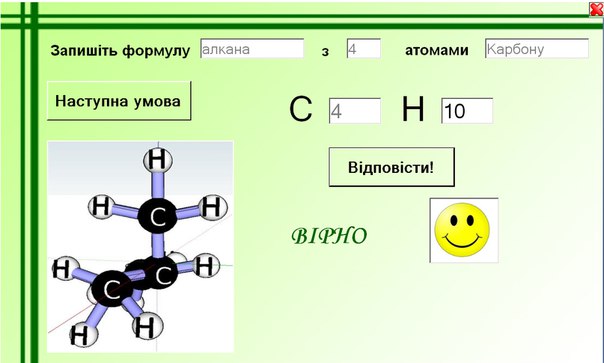 Запишіть формулу алкана з 4 атомами Карбону
Наступна умова
C 4 H 10
Відповісти!
ВІРНО
H
H C H
H C H
C
H H